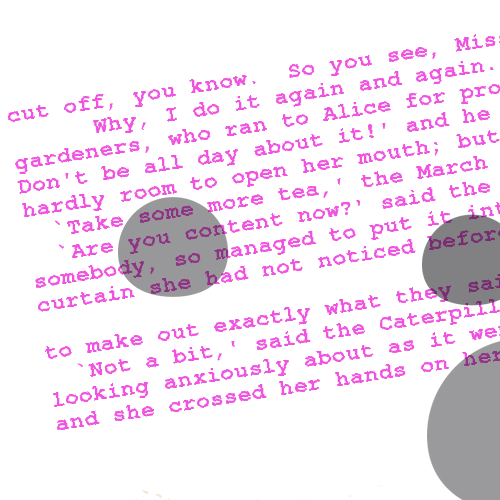 cut off, you know.  So you see, Miss
Why, I do it again and again.
gardeners, who ran to Alice for pro
Don't be all day about it!' and he
hardly room to open her mouth; but
`Take some more tea,' the March
`Are you content now?' said the
somebody, so managed to put it int
curtain she had not noticed before
to make out exactly what they sai
`Not a bit,' said the Caterpill
looking anxiously about as it we
and she crossed her hands on her